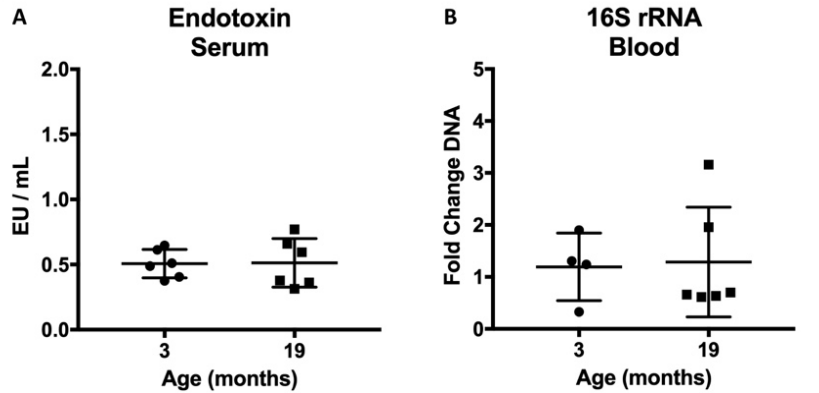 A
Endotoxin
Serum
EU / mL
2.0
1.5
1.0
0.5
0.0
3
19
Age (months)
B
16S rRNA
Blood
Fold Change DNA
5
4
3
2
1
0
3
19
Age (months)